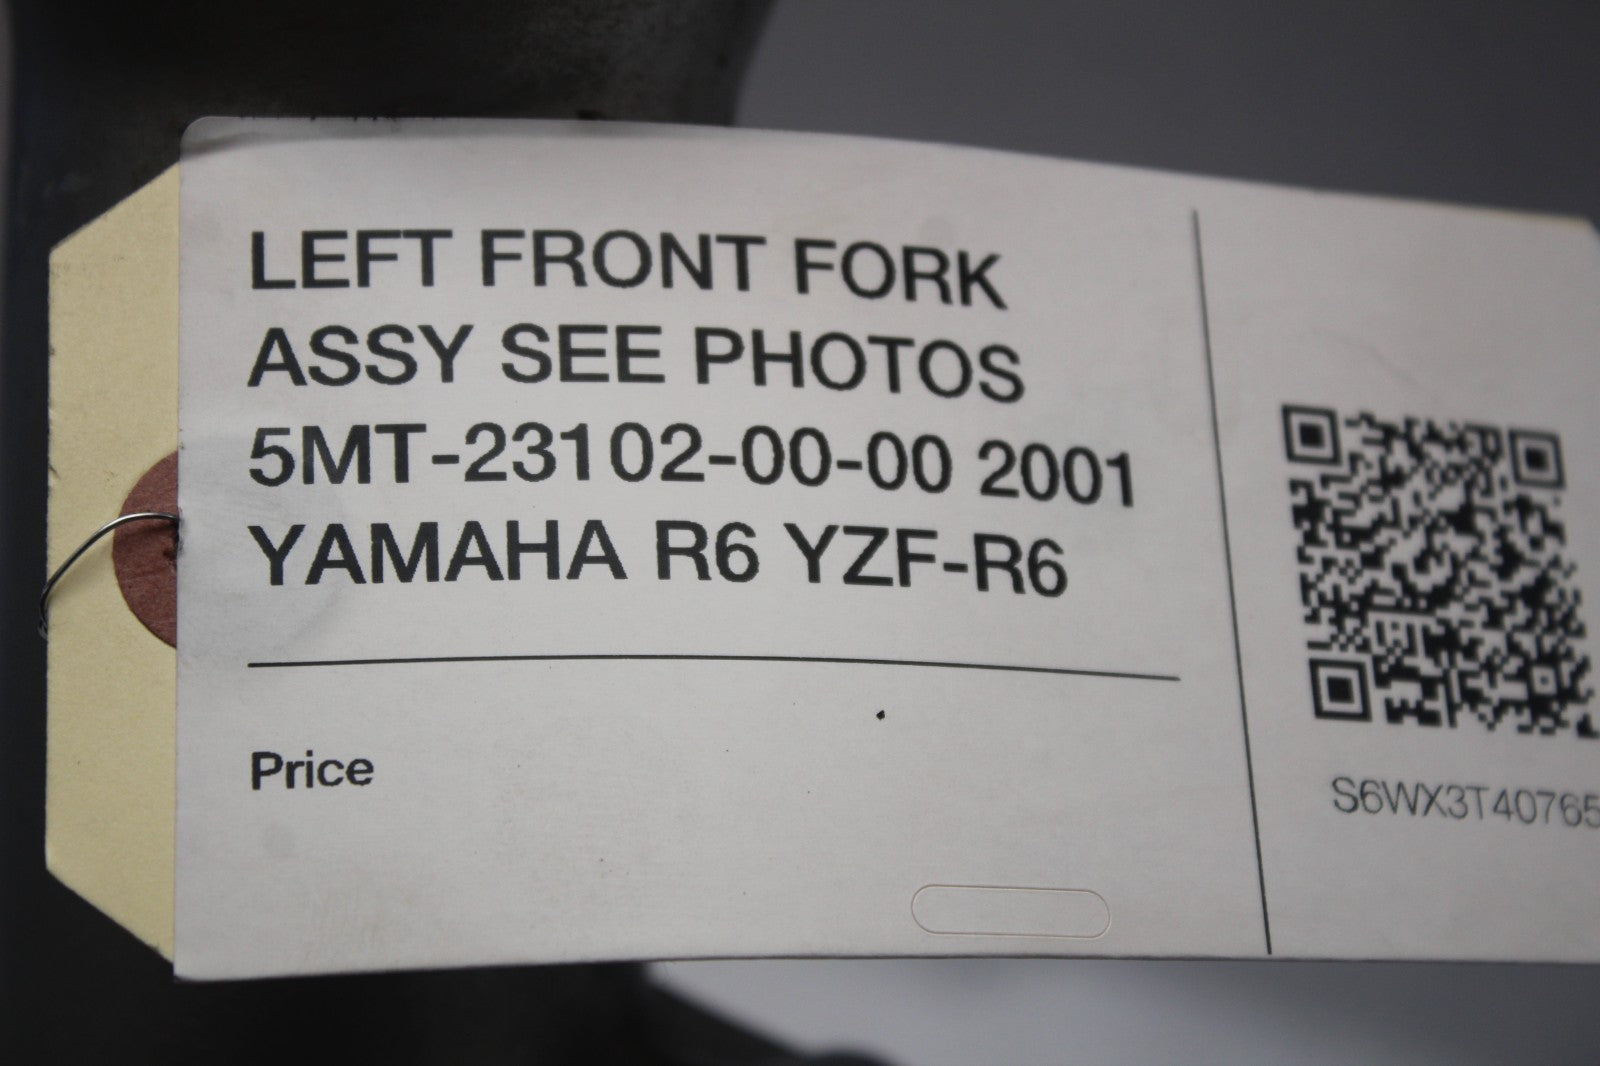 LEFT FRONT FORK
ASSY SEE PHOTOS
5MT-23102-00-00 2001
YAMAHA R6 YZF-R6
Price
S6WX3T40765